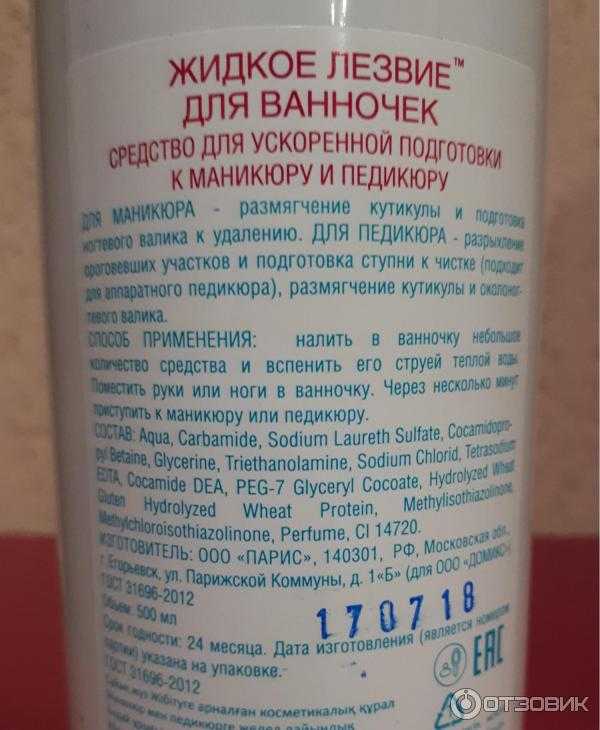 ЖИДКОЕ ЛЕЗВИЕ™
ДЛЯ ВАННОЧЕК
СРЕДСТВО ДЛЯ УСКОРЕННОЙ ПОДГОТОВКИ
К МАНИКЮРУ И ПЕДИКЮРУ
ДЛЯ МАНИКЮРА - размягчение кутикулы и подготовка
ногтевого валика к удалению. ДЛЯ ПЕДИКЮРА - разрыхление
ороговевших участков и подготовка ступни к чистке (подходит
для аппаратного педикюра), размягчение кутикулы и околоног-
тевого валика.
СПОСОБ ПРИМЕНЕНИЯ: налить в ванночку небольшое
количество средства и вспенить его струей теплой воды.
Поместить руки или ноги в ванночку. Через несколько минут
приступить к маникюру или педикюру.
СОСТАВ: Aqua, Carbamide, Sodium Laureth Sulfate, Cocamidopro-
pyl Betaine, Glycerine, Triethanolamine, Sodium Chlorid, Tetrasodium
EDTA, Cocamide DEA, PEG-7 Glyceryl Cocoate, Hydrolyzed Wheat
Gluten Hydrolyzed Wheat Protein, Methylisothiazolinone,
Methylchloroisothiazolinone, Perfume, CI 14720.
ИЗГОТОВИТЕЛЬ: ООО «ПАРИС», 140301, РФ, Московская обл.,
г. Егорьевск, ул. Парижской Коммуны, д. 1«Б» (для ООО «ДОМИКС»)
ГОСТ 31696-2012
Объем: 500 мл
170718
Срок годности: 24 месяца. Дата изготовления (является номером
партии) указана на упаковке.
ГОСТ 31696-2012
EAC
арналған косметикалық құрал
ОТЗОВИК